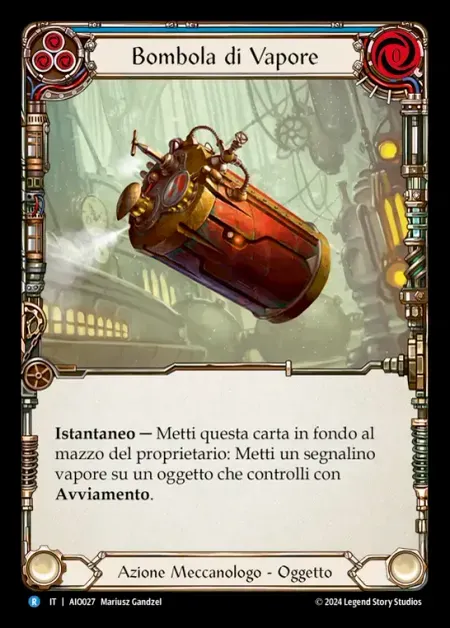 Bombola di Vapore
0
Istantaneo — Metti questa carta in fondo al
mazzo del proprietario: Metti un segnalino
vapore su un oggetto che controlli con
Avviamento.
Azione Meccanologo - Oggetto
R IT | AIO027 Mariusz Gandzel © 2024 Legend Story Studios